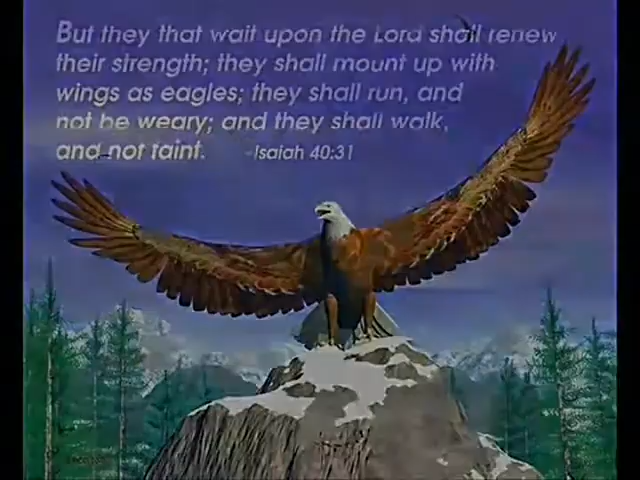 But they that wait upon the Lord shall renew
their strength; they shall mount up with
wings as eagles; they shall run, and
not be weary; and they shall walk,
and not faint. -Isaiah 40:31